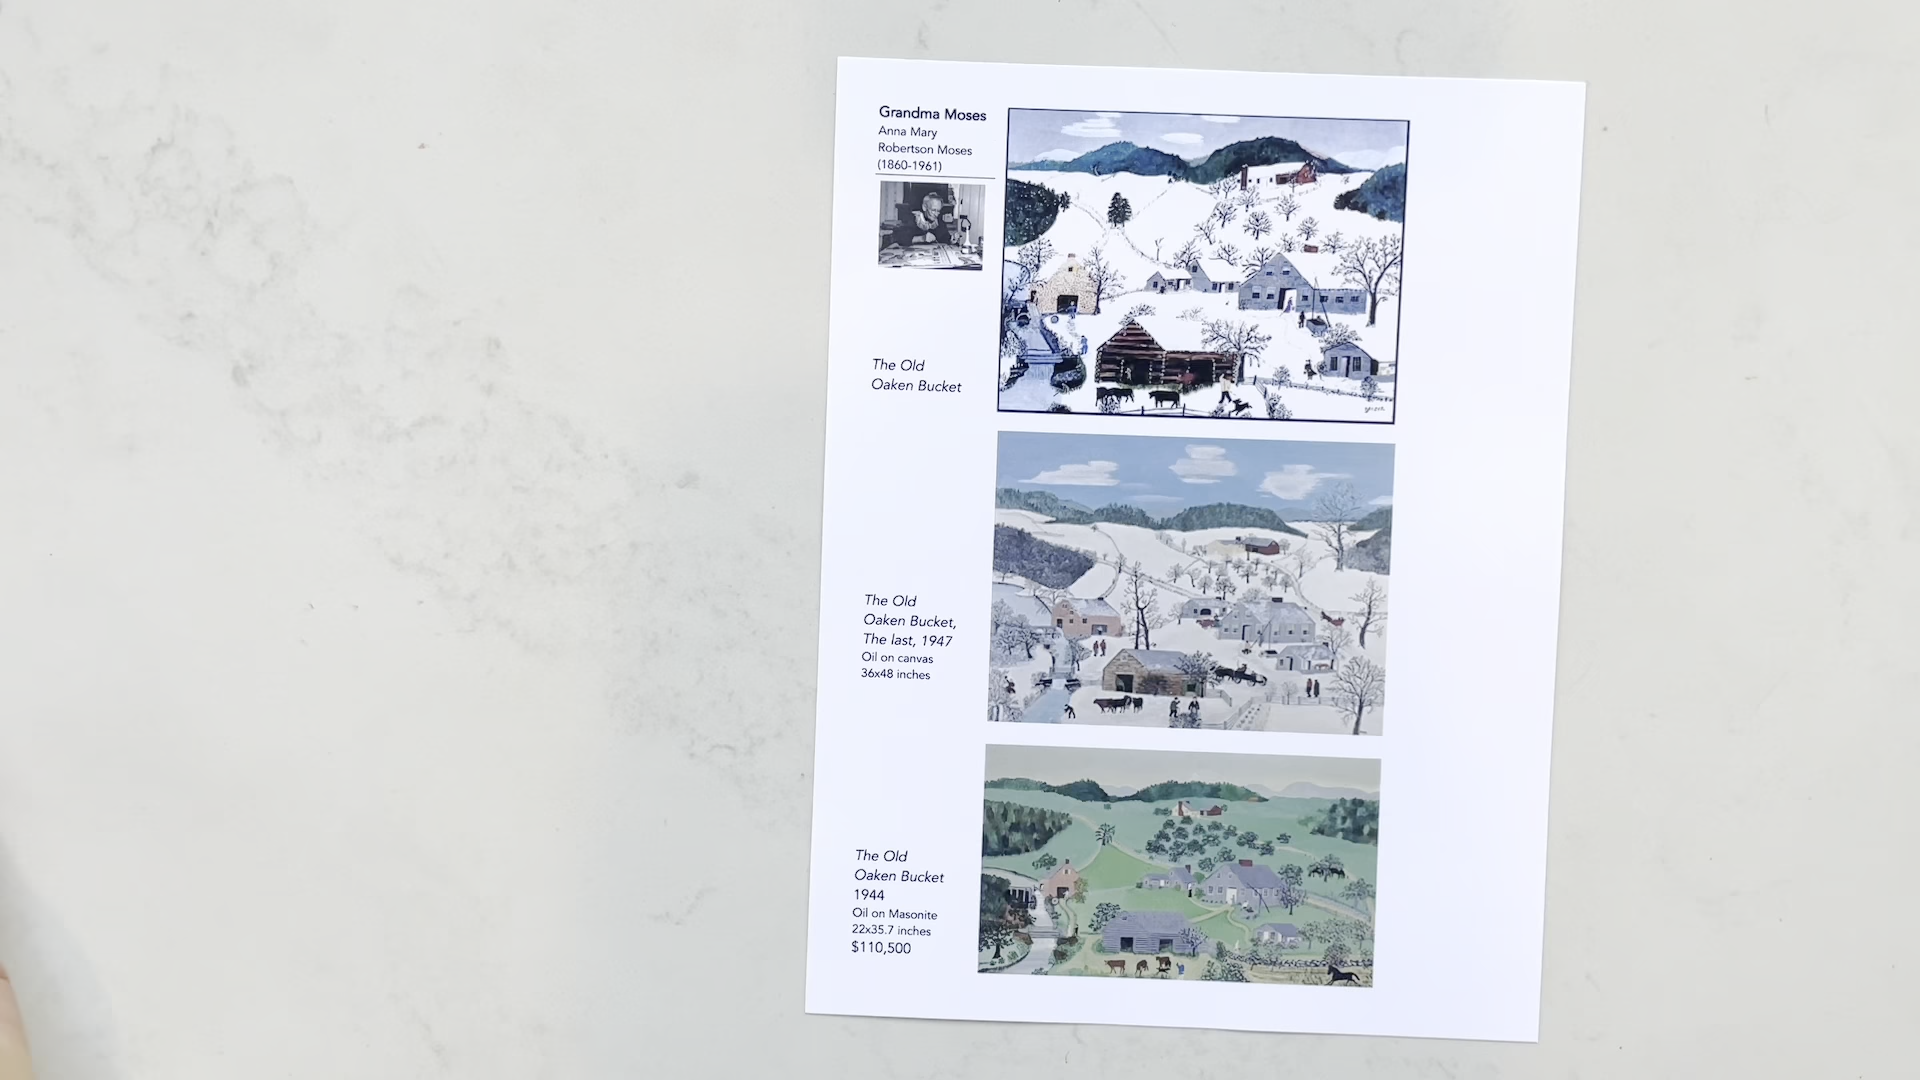 Grandma Moses
Anna Mary
Robertson Moses
(1860-1961)
The Old
Oaken Bucket
The Old
Oaken Bucket,
The last, 1947
Oil on canvas
36x48 inches
The Old
Oaken Bucket
1944
Oil on Masonite
22x35.7 inches
$110,500